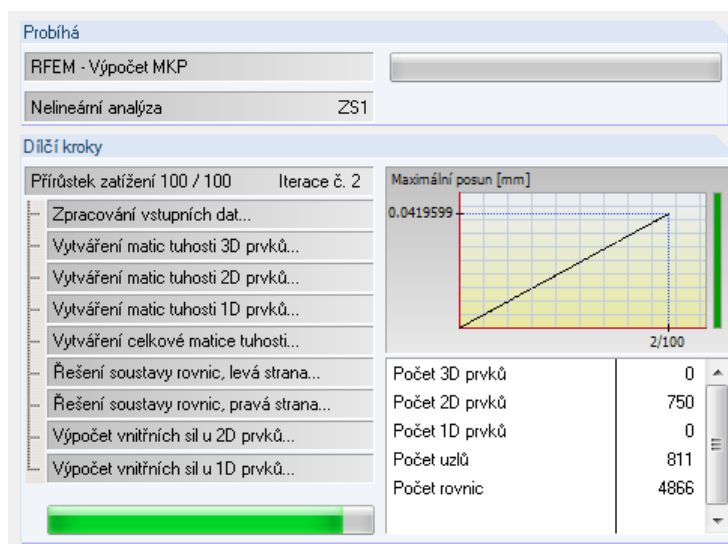 Probíhá
RFEM - Výpočet MKP
Nelineární analýza ZS1
Dílčí kroky
Přírůstek zatížení 100 / 100 Iterace č. 2
Zpracování vstupních dat...
Vytváření matic tuhosti 3D prvků...
Vytváření matic tuhosti 2D prvků...
Vytváření matic tuhosti 1D prvků...
Vytváření celkové matice tuhosti...
Řešení soustavy rovnic, levá strana...
Řešení soustavy rovnic, pravá strana...
Výpočet vnitřních sil u 2D prvků...
Výpočet vnitřních sil u 1D prvků...
Maximální posun [mm]
0.0419599
2/100
Počet 3D prvků 0
Počet 2D prvků 750
Počet 1D prvků 0
Počet uzlů 811
Počet rovnic 4866